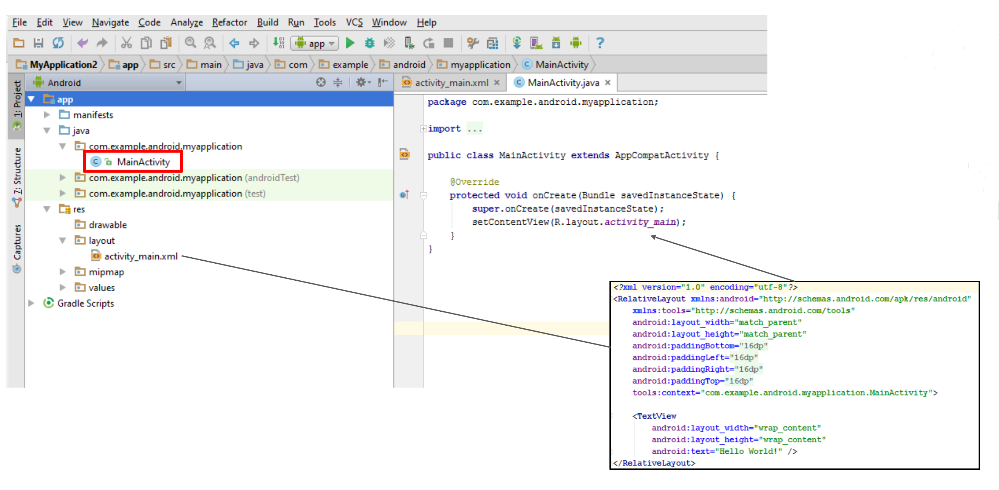 File Edit View Navigate Code Analyze Refactor Build Run Tools VCS Window Help
app
?
MyApplication2 app src main java com example android myapplication MainActivity
1: Project
7: Structure
Captures
Android
app
manifests
java
com.example.android.myapplication
MainActivity
com.example.android.myapplication (androidTest)
com.example.android.myapplication (test)
res
drawable
layout
activity_main.xml
mipmap
values
Gradle Scripts
activity_main.xml MainActivity.java
package com.example.android.myapplication;
import ...
public class MainActivity extends AppCompatActivity {
@Override
protected void onCreate(Bundle savedInstanceState) {
super.onCreate(savedInstanceState);
setContentView(R.layout.activity_main);
}
}
<?xml version="1.0" encoding="utf-8"?>
<RelativeLayout xmlns:android="http://schemas.android.com/apk/res/android"
xmlns:tools="http://schemas.android.com/tools"
android:layout_width="match_parent"
android:layout_height="match_parent"
android:paddingBottom="16dp"
android:paddingLeft="16dp"
android:paddingRight="16dp"
android:paddingTop="16dp"
tools:context="com.example.android.myapplication.MainActivity">
<TextView
android:layout_width="wrap_content"
android:layout_height="wrap_content"
android:text="Hello World!" />
</RelativeLayout>